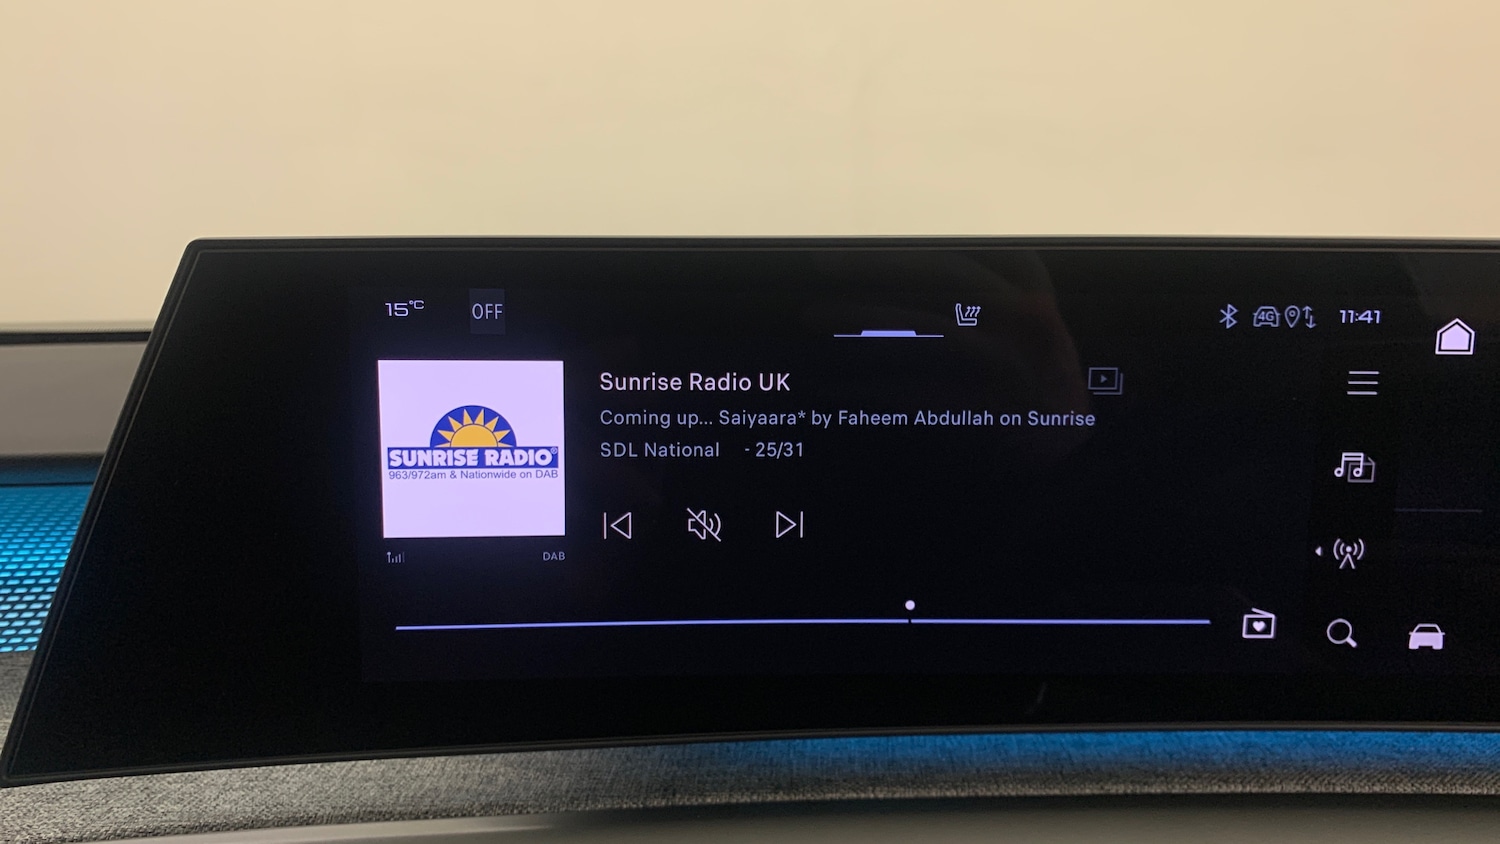 15°C OFF 4G 11:41
Sunrise Radio UK
Coming up... Saiyaara* by Faheem Abdullah on Sunrise
SDL National - 25/31
SUNRISE RADIO®
963/972am & Nationwide on DAB
DAB